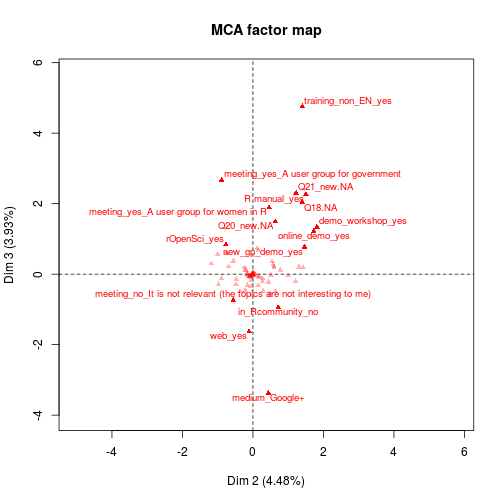 MCA factor map
6
training_non_EN_yes
4
meeting_yes_A user group for government
Q21_new.NA
R_manual_yes
meeting_yes_A user group for women in R
Q18.NA
2
Q20_new.NA
demo_workshop_yes
online_demo_yes
rOpenSci_yes
Dim 3 (3.93%)
0
meeting_no_It is not relevant (the topics are not interesting to me)
in_Rcommunity_no
web_yes
-2
medium_Google+
-4
-4 -2 0 2 4 6
Dim 2 (4.48%)